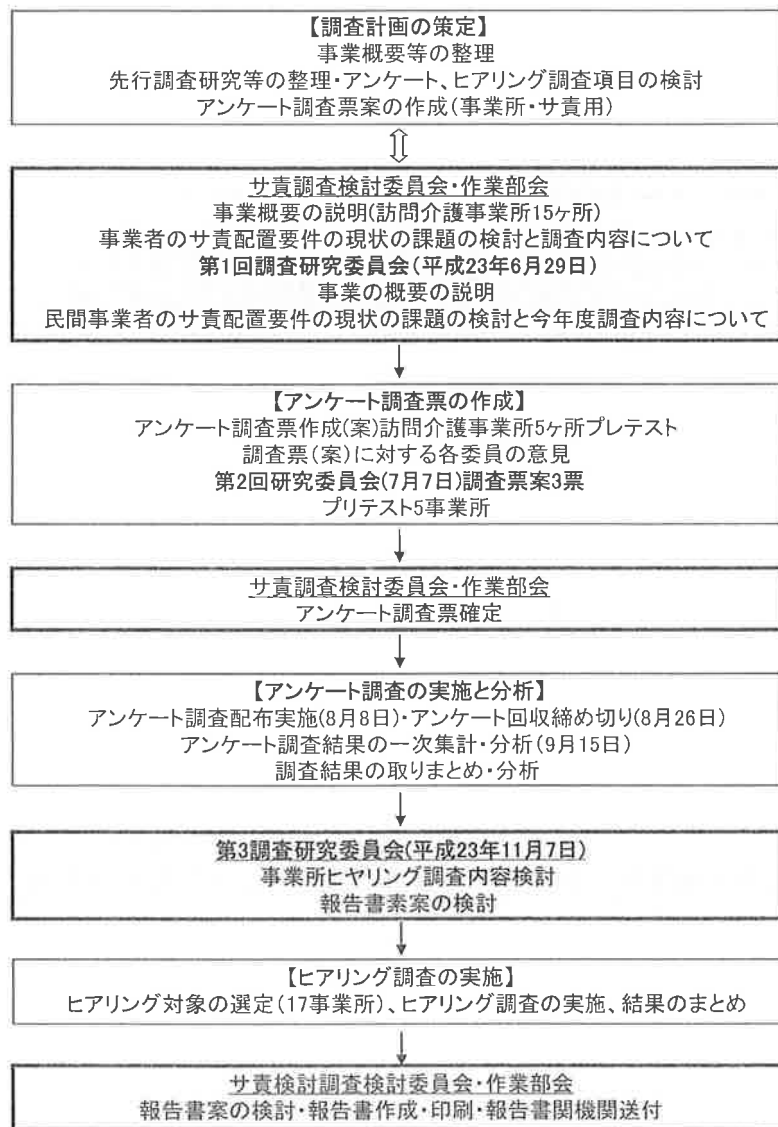 【調査計画の策定】
事業概要等の整理
先行調査研究等の整理・アンケート、ヒアリング調査項目の検討
アンケート調査票案の作成(事業所・サ責用)
サ責調査検討委員会・作業部会
事業概要の説明(訪問介護事業所15ヶ所)
事業者のサ責配置要件の現状の課題の検討と調査内容について
第1回調査研究委員会(平成23年6月29日)
事業の概要の説明
民間事業者のサ責配置要件の現状の課題の検討と今年度調査内容について
【アンケート調査票の作成】
アンケート調査票作成(案)訪問介護事業所5ヶ所プレテスト
調査票(案)に対する各委員の意見
第2回研究委員会(7月7日)調査票案3票
プリテスト5事業所
サ責調査検討委員会・作業部会
アンケート調査票確定
【アンケート調査の実施と分析】
アンケート調査配布実施(8月8日)・アンケート回収締め切り(8月26日)
アンケート調査結果の一次集計・分析(9月15日)
調査結果の取りまとめ・分析
第3調査研究委員会(平成23年11月7日)
事業所ヒヤリング調査内容検討
報告書素案の検討
【ヒアリング調査の実施】
ヒアリング対象の選定(17事業所)、ヒアリング調査の実施、結果のまとめ
サ責検討調査検討委員会・作業部会
報告書案の検討・報告書作成・印刷・報告書関機関送付